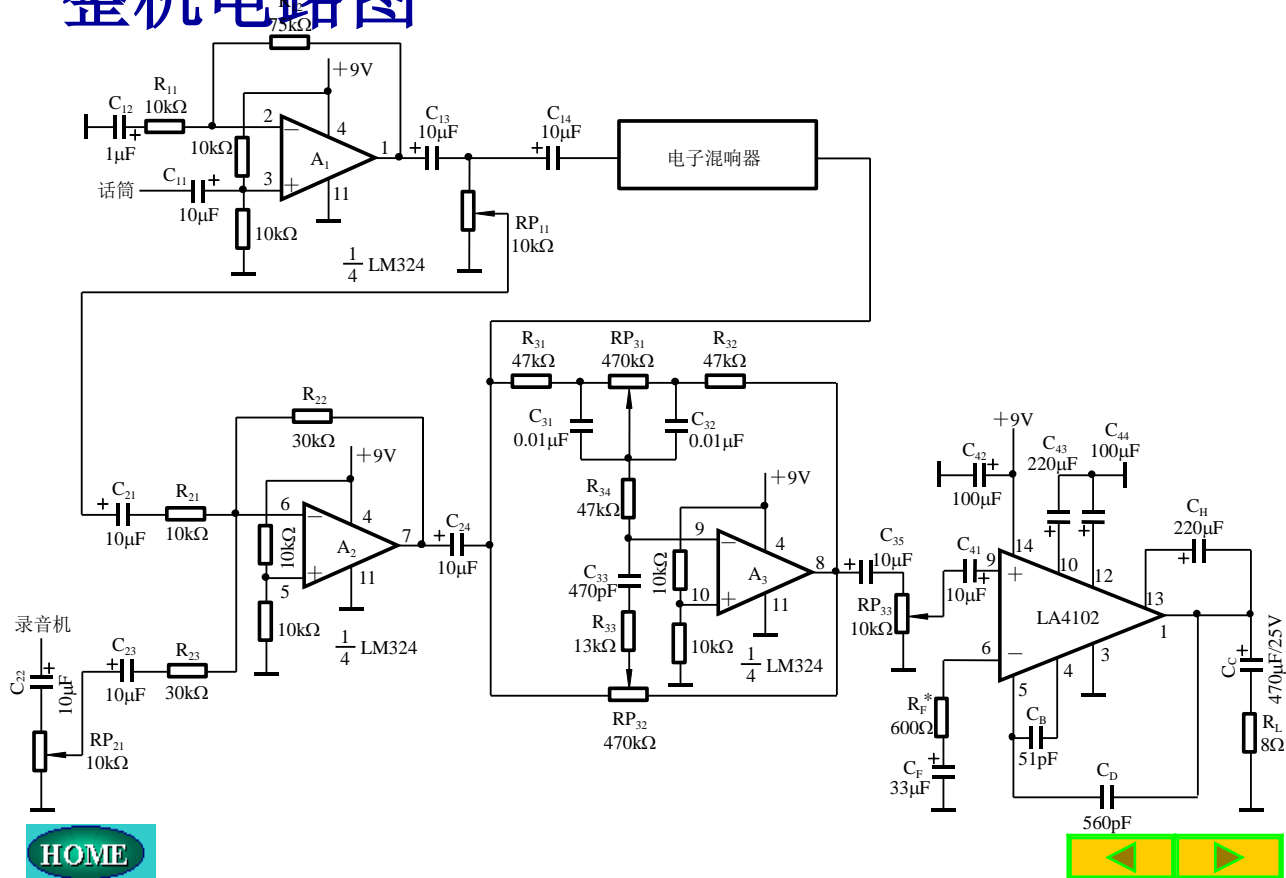 整机电路图
R12
75kΩ
+9V
R11
10kΩ
C12
1μF
2
4
1
10kΩ
A1
C13
10μF
C14
10μF
电子混响器
话筒
C11
10μF
3
11
10kΩ
RP11
10kΩ
1/4 LM324
R31
47kΩ
RP31
470kΩ
R32
47kΩ
C31
0.01μF
C32
0.01μF
R22
30kΩ
+9V
C21
10μF
R21
10kΩ
6
4
7
10kΩ
A2
C24
10μF
5
11
10kΩ
1/4 LM324
R34
47kΩ
+9V
9
4
8
10kΩ
A3
C33
470pF
10
11
R33
13kΩ
10kΩ
1/4 LM324
RP32
470kΩ
C35
10μF
RP33
10kΩ
录音机
C22
10μF
C23
10μF
R23
30kΩ
RP21
10kΩ
+9V
C42
100μF
C43
220μF
C44
100μF
CH
220μF
C41
10μF
9
14
10
12
13
LA4102
1
6
5
4
3
RF*
600Ω
CB
51pF
CF
33μF
CD
560pF
CC
470μF/25V
RL
8Ω
HOME